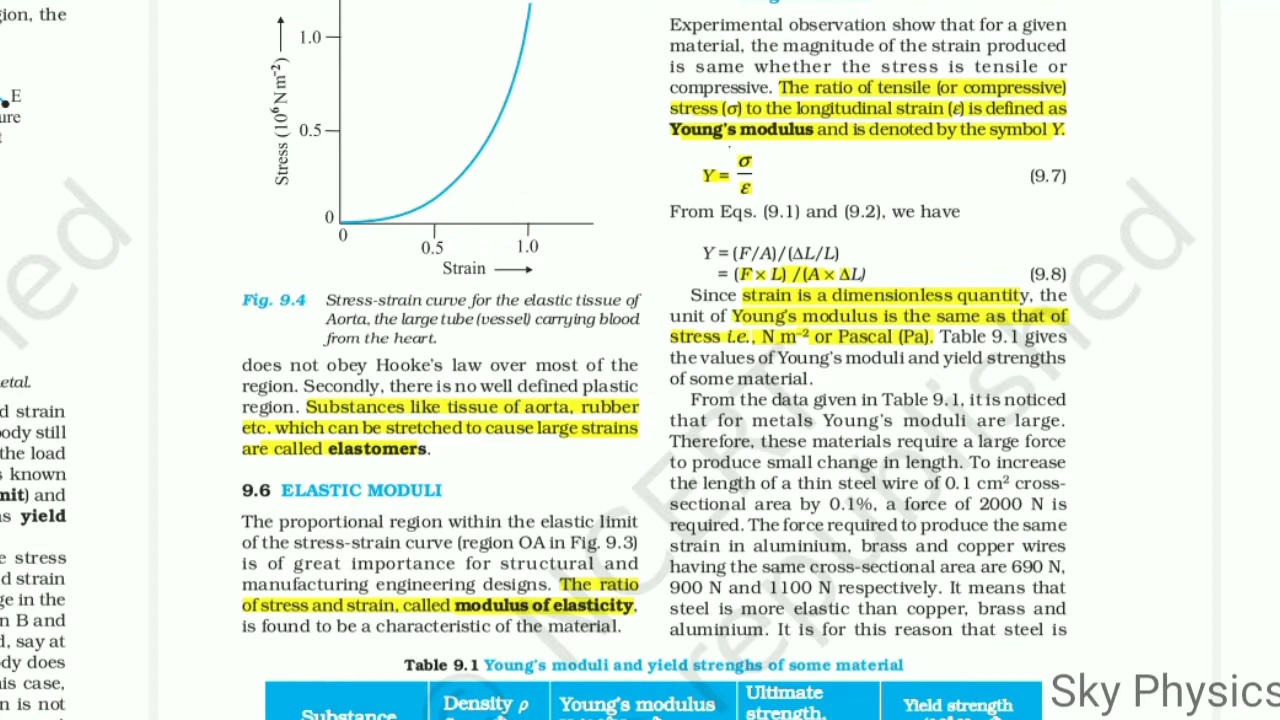 gion, the
E
ure
t
etal.
d strain
ody still
the load
s known
nit) and
as yield
e stress
d strain
ge in the
n B and
d, say at
dy does
his case,
n is not
Stress (10⁶ N m⁻²)
1.0
0.5
0
0
0.5
1.0
Strain
Fig. 9.4 Stress-strain curve for the elastic tissue of
Aorta, the large tube (vessel) carrying blood
from the heart.
does not obey Hooke's law over most of the
region. Secondly, there is no well defined plastic
region. Substances like tissue of aorta, rubber
etc. which can be stretched to cause large strains
are called elastomers.
9.6 ELASTIC MODULI
The proportional region within the elastic limit
of the stress-strain curve (region OA in Fig. 9.3)
is of great importance for structural and
manufacturing engineering designs. The ratio
of stress and strain, called modulus of elasticity,
is found to be a characteristic of the material.
Experimental observation show that for a given
material, the magnitude of the strain produced
is same whether the stress is tensile or
compressive. The ratio of tensile (or compressive)
stress (σ) to the longitudinal strain (ε) is defined as
Young's modulus and is denoted by the symbol Y.
Y = σ/ε (9.7)
From Eqs. (9.1) and (9.2), we have
Y = (F/A)/(ΔL/L)
= (F × L) /(A × ΔL) (9.8)
Since strain is a dimensionless quantity, the
unit of Young's modulus is the same as that of
stress i.e., N m⁻² or Pascal (Pa). Table 9.1 gives
the values of Young's moduli and yield strengths
of some material.
From the data given in Table 9.1, it is noticed
that for metals Young's moduli are large.
Therefore, these materials require a large force
to produce small change in length. To increase
the length of a thin steel wire of 0.1 cm² cross-
sectional area by 0.1%, a force of 2000 N is
required. The force required to produce the same
strain in aluminium, brass and copper wires
having the same cross-sectional area are 690 N,
900 N and 1100 N respectively. It means that
steel is more elastic than copper, brass and
aluminium. It is for this reason that steel is
Table 9.1 Young's moduli and yield strenghs of some material
Substance
Density ρ
Young's modulus
Ultimate
strength,
Yield strength
Sky Physics
NCERT
republished